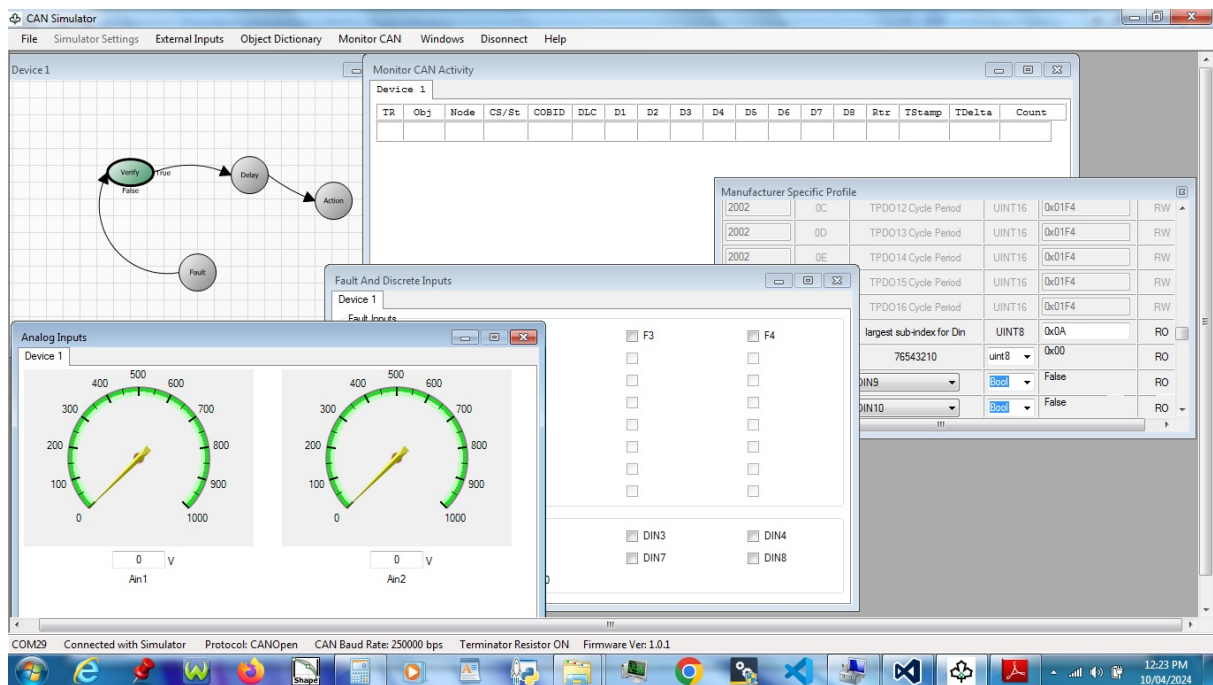 CAN Simulator
File Simulator Settings External Inputs Object Dictionary Monitor CAN Windows Disonnect Help
Device 1
Verify
True
False
Delay
Action
Fault
Monitor CAN Activity
Device 1
TR Obj Node CS/St COBID DLC D1 D2 D3 D4 D5 D6 D7 D8 Rtr TStamp TDelta Count
Manufacturer Specific Profile
2002 0C TPDO12 Cycle Period UINT16 0x01F4 RW
2002 0D TPDO13 Cycle Period UINT16 0x01F4 RW
2002 0E TPDO14 Cycle Period UINT16 0x01F4 RW
TPDO15 Cycle Period UINT16 0x01F4 RW
TPDO16 Cycle Period UINT16 0x01F4 RW
largest sub-index for Din UINT8 0x0A RO
76543210 uint8 0x00 RO
DIN9 Bool False RO
DIN10 Bool False RO
Fault And Discrete Inputs
Device 1
Fault Inputs
F3 F4
DIN3 DIN4
DIN7 DIN8
Analog Inputs
Device 1
0 100 200 300 400 500 600 700 800 900 1000
0 V
Ain1
0 100 200 300 400 500 600 700 800 900 1000
0 V
Ain2
COM29 Connected with Simulator Protocol: CANOpen CAN Baud Rate: 250000 bps Terminator Resistor ON Firmware Ver: 1.0.1
Shape
12:23 PM
10/04/2024